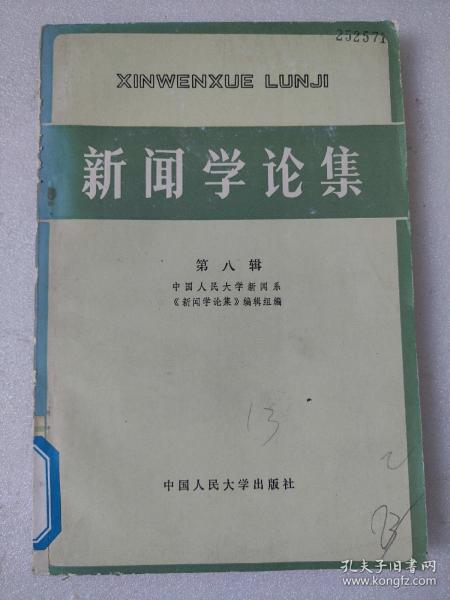 252571
XINWENXUE LUNJI
新闻学论集
第八辑
中国人民大学新闻系
《新闻学论集》编辑组编
13
中国人民大学出版社
孔夫子旧书网
www.kongfz.com